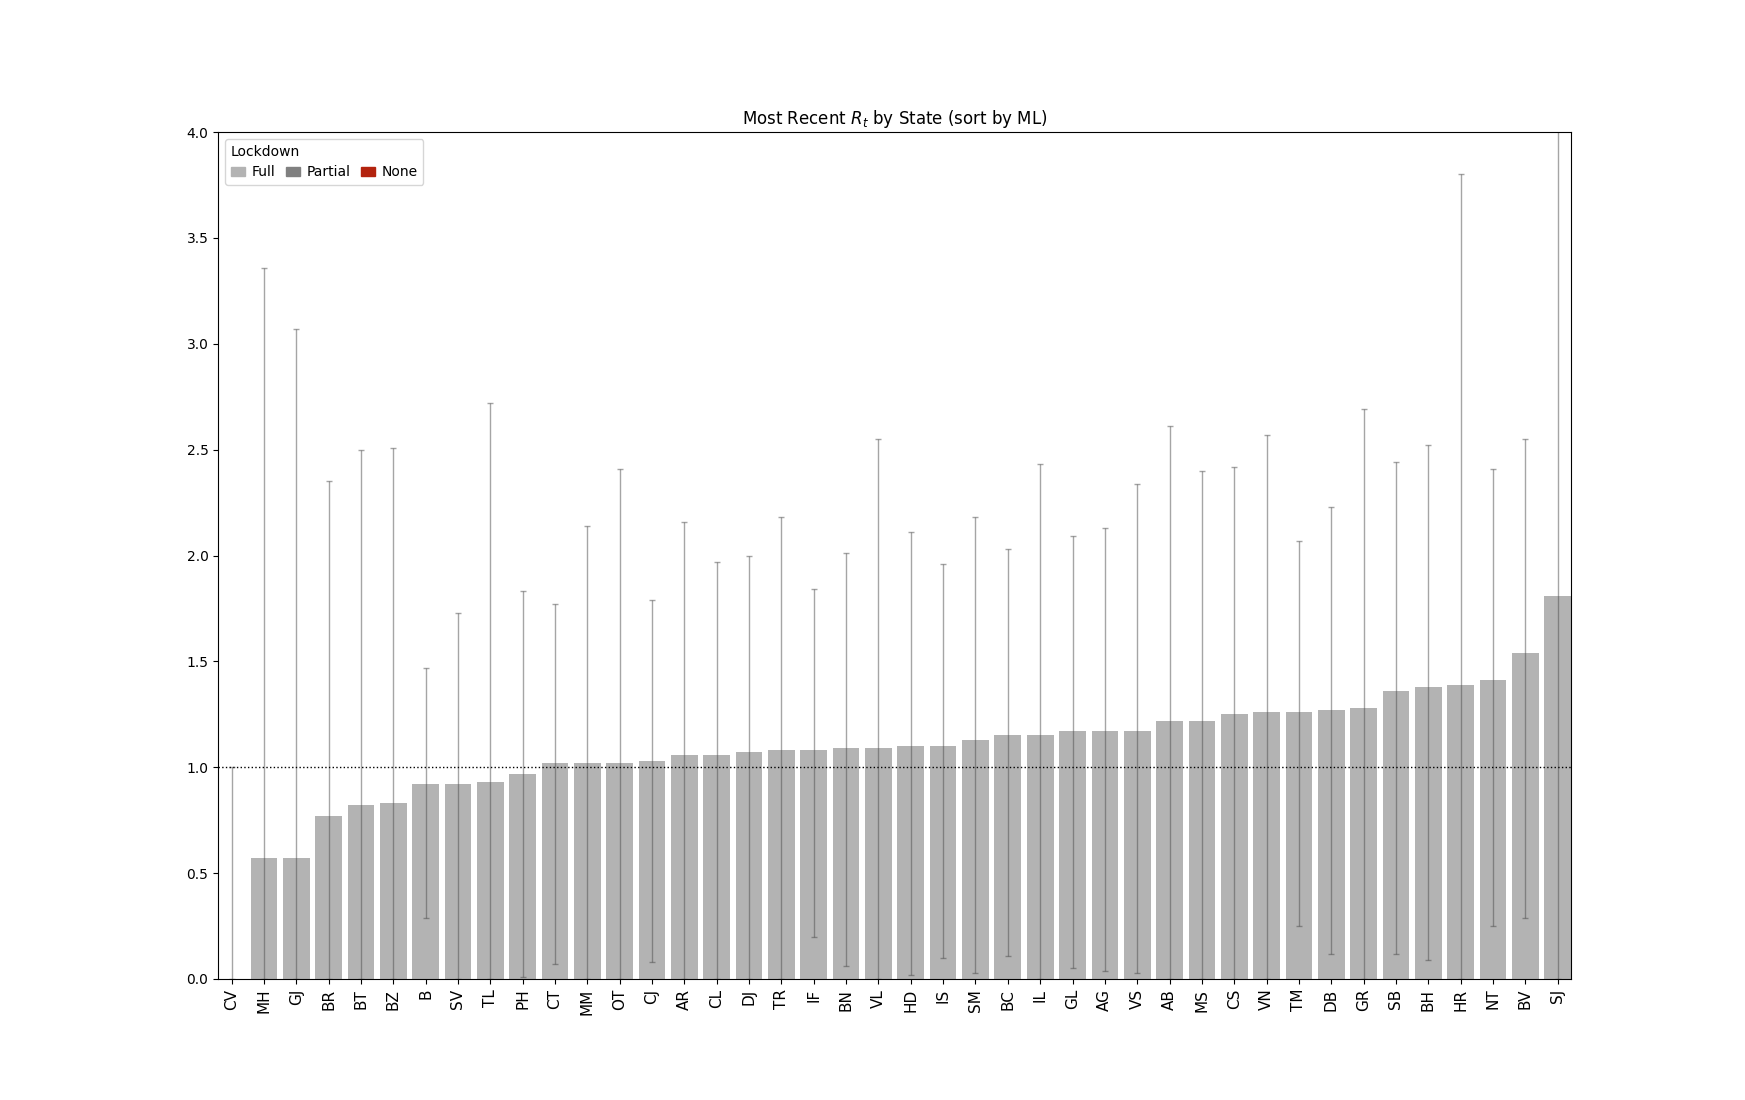 Most Recent Rt by State (sort by ML)
4.0
Lockdown
Full Partial None
3.5
3.0
2.5
2.0
1.5
1.0
0.5
0.0
CV MH GJ BR BT BZ B SV TL PH CT MM OT CJ AR CL DJ TR IF BN VL HD IS SM BC IL GL AG VS AB MS CS VN TM DB GR SB BH HR NT BV SJ